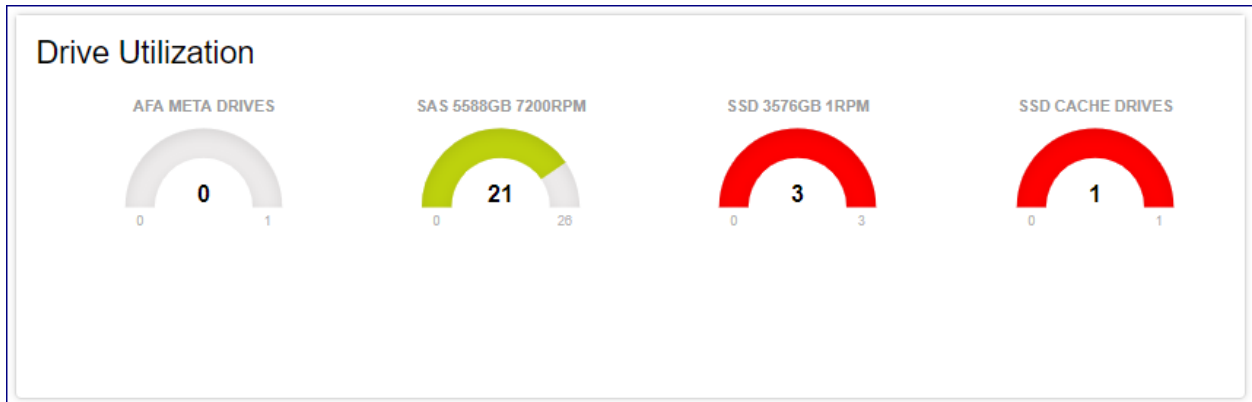 Drive Utilization
AFA META DRIVES
0
0 1
SAS 5588GB 7200RPM
21
0 26
SSD 3576GB 1RPM
3
0 3
SSD CACHE DRIVES
1
0 1